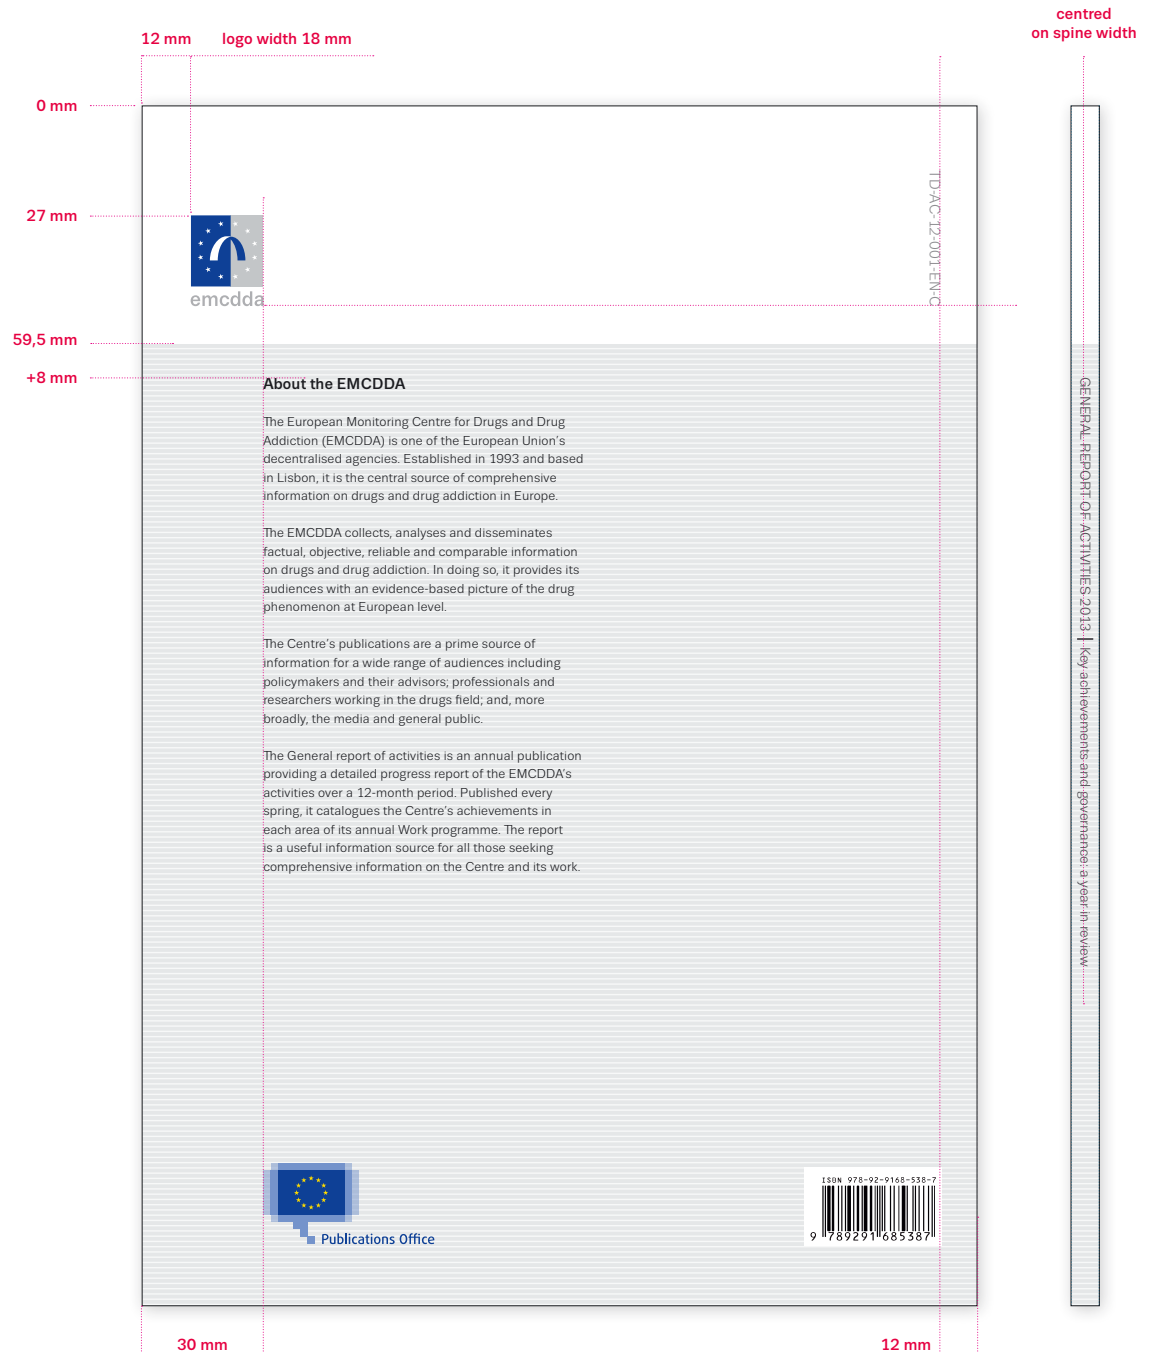 centred
on spine width
12 mm
logo width 18 mm
0 mm
27 mm
59,5 mm
+8 mm
emcdda
TD-AC-12-001-EN-C
About the EMCDDA
The European Monitoring Centre for Drugs and Drug
Addiction (EMCDDA) is one of the European Union’s
decentralised agencies. Established in 1993 and based
in Lisbon, it is the central source of comprehensive
information on drugs and drug addiction in Europe.
The EMCDDA collects, analyses and disseminates
factual, objective, reliable and comparable information
on drugs and drug addiction. In doing so, it provides its
audiences with an evidence-based picture of the drug
phenomenon at European level.
The Centre’s publications are a prime source of
information for a wide range of audiences including
policymakers and their advisors; professionals and
researchers working in the drugs field; and, more
broadly, the media and general public.
The General report of activities is an annual publication
providing a detailed progress report of the EMCDDA’s
activities over a 12-month period. Published every
spring, it catalogues the Centre’s achievements in
each area of its annual Work programme. The report
is a useful information source for all those seeking
comprehensive information on the Centre and its work.
GENERAL REPORT OF ACTIVITIES 2013 | Key achievements and governance: a year in review
Publications Office
ISBN 978-92-9168-538-7
9 789291 685387
30 mm
12 mm